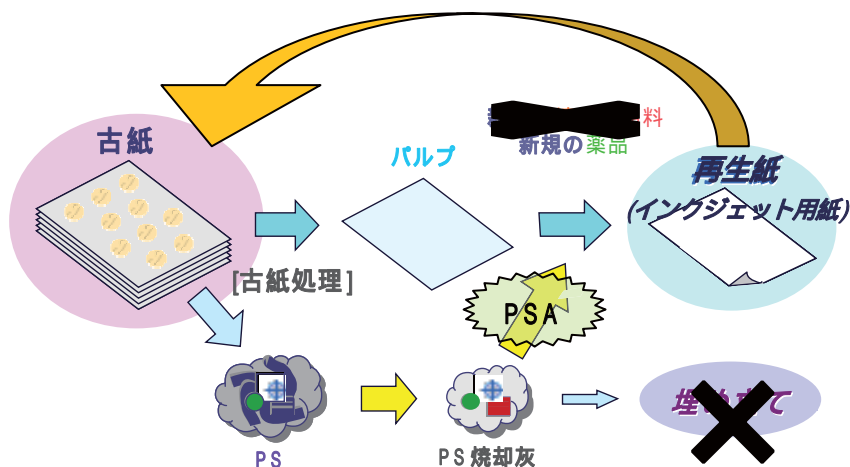 古紙
パルプ
料
新規の薬品
再生紙
(インクジェット用紙)
[古紙処理]
PSA
PS
PS焼却灰